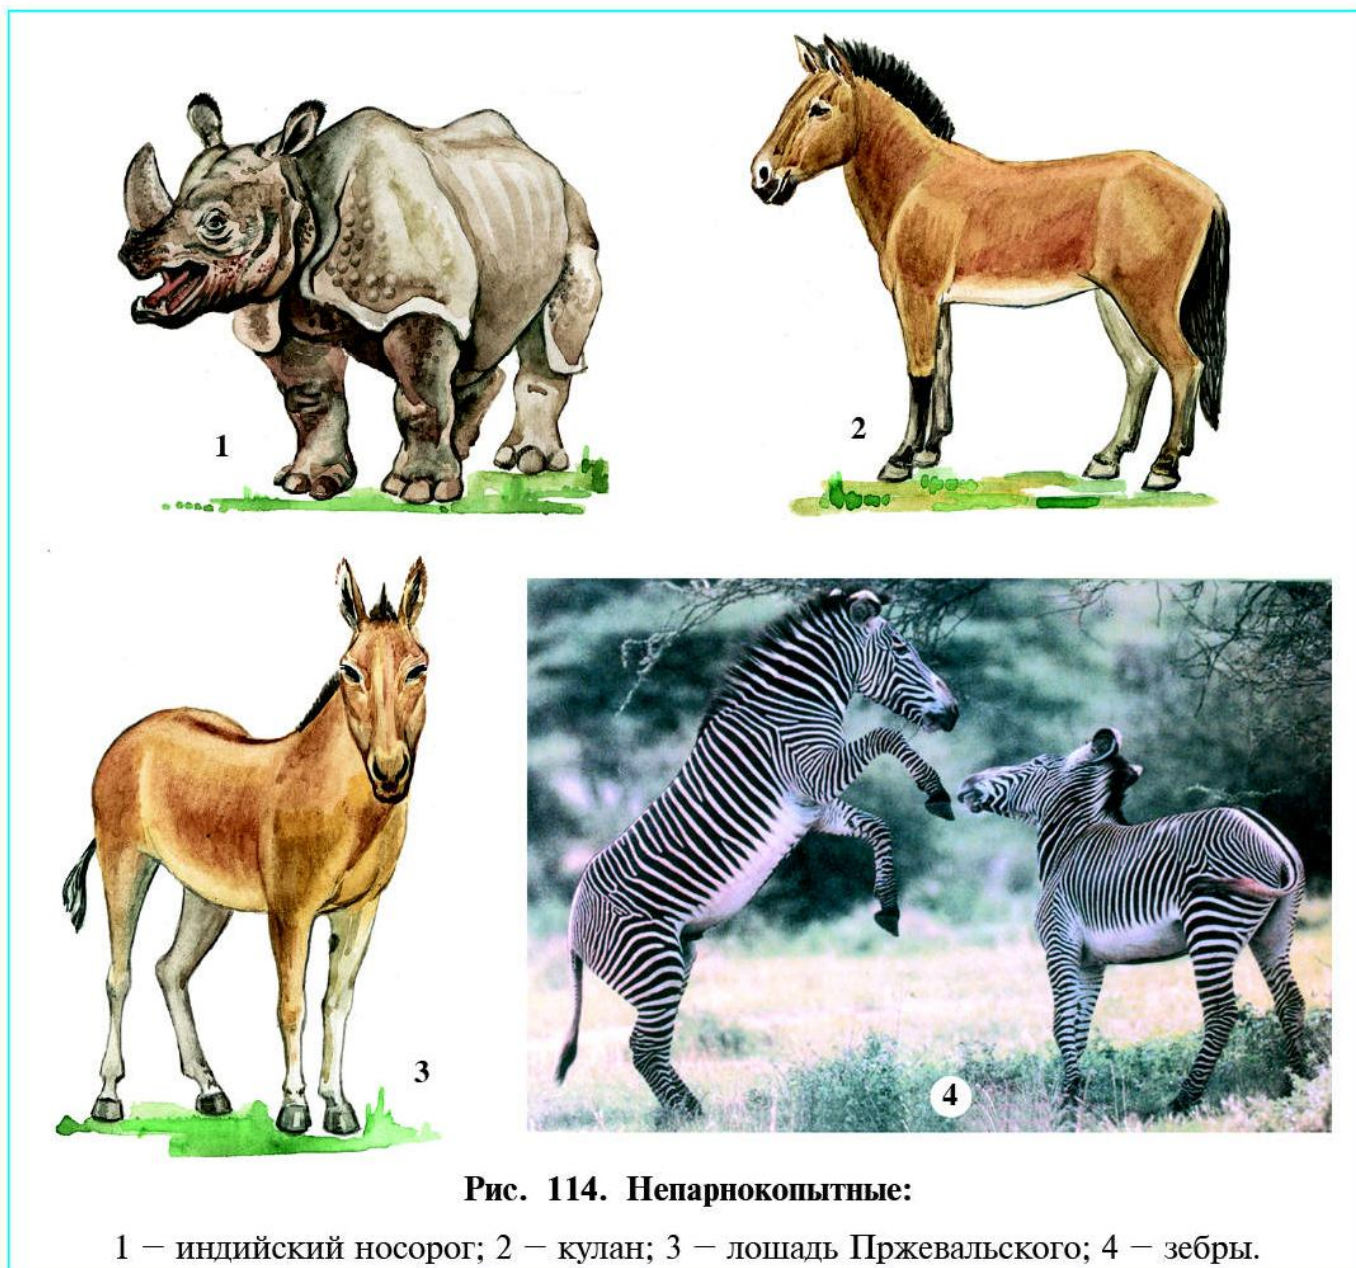 1
2
3
4
Рис. 114. Непарнокопытные:
1 – индийский носорог; 2 – кулан; 3 – лошадь Пржевальского; 4 – зебры.